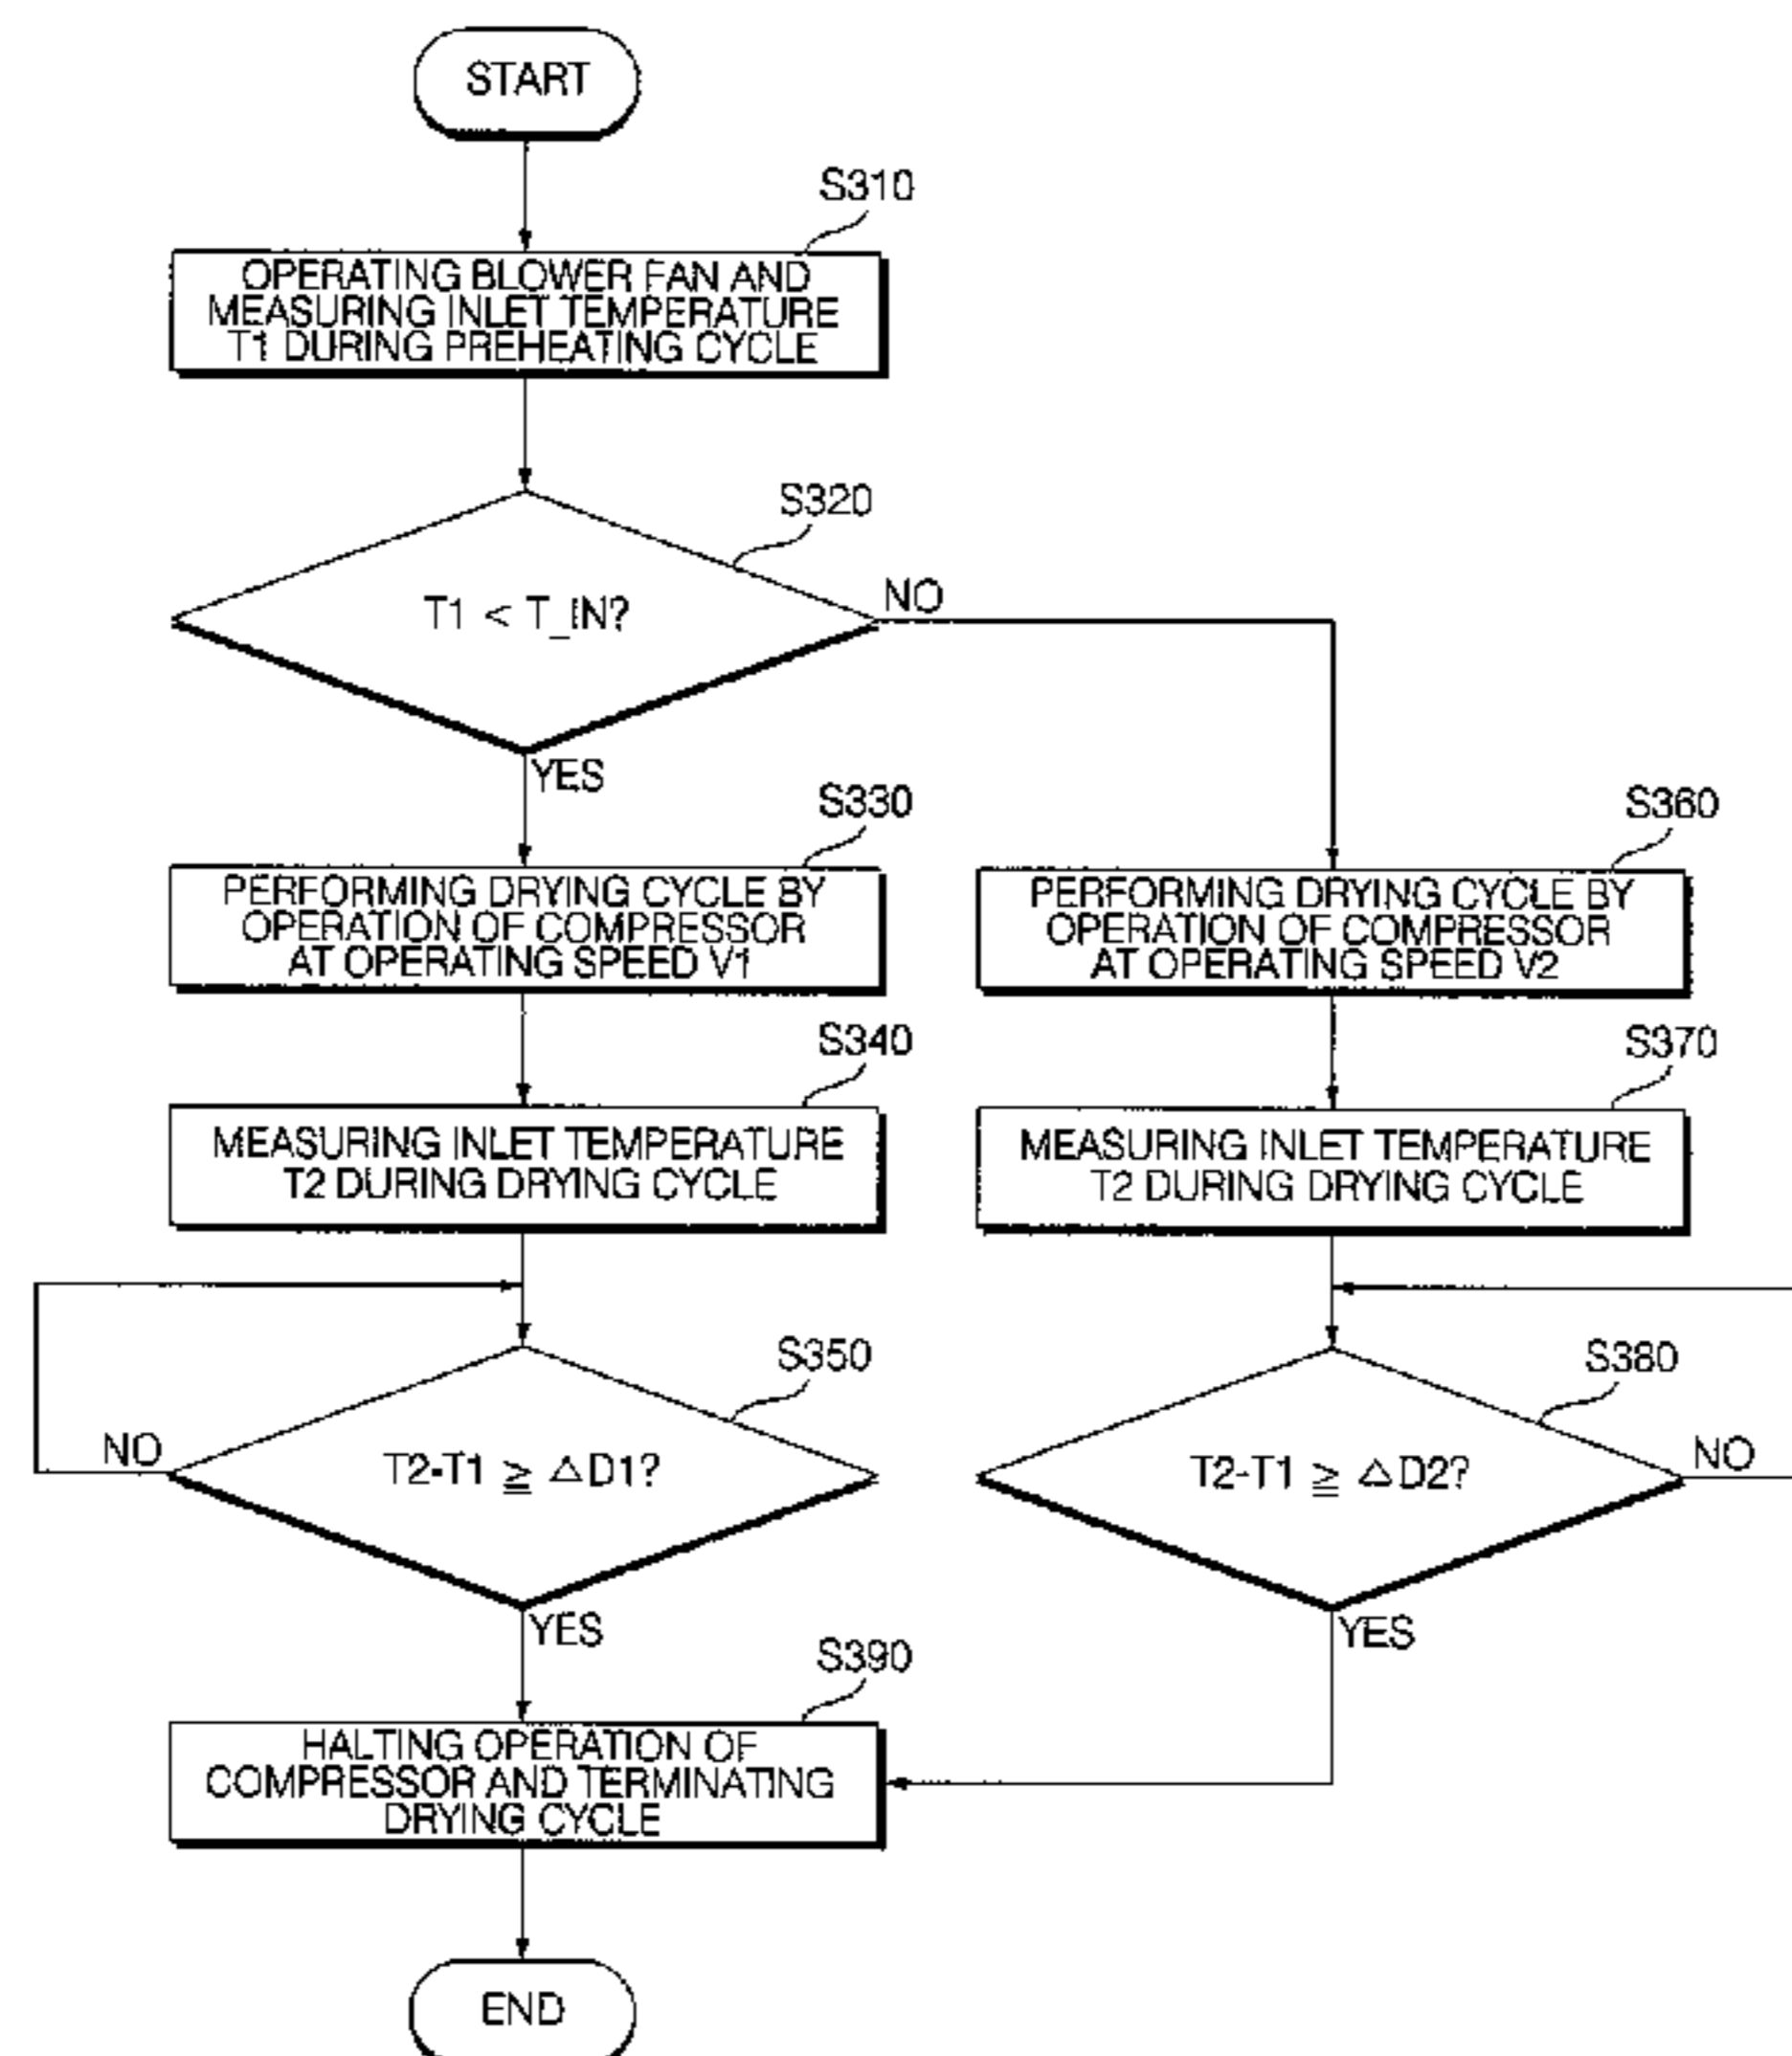 START
S310
OPERATING BLOWER FAN AND
MEASURING INLET TEMPERATURE
T1 DURING PREHEATING CYCLE
S320
T1 < T_IN?
NO
YES
S330
PERFORMING DRYING CYCLE BY
OPERATION OF COMPRESSOR
AT OPERATING SPEED V1
S360
PERFORMING DRYING CYCLE BY
OPERATION OF COMPRESSOR
AT OPERATING SPEED V2
S340
MEASURING INLET TEMPERATURE
T2 DURING DRYING CYCLE
S370
MEASURING INLET TEMPERATURE
T2 DURING DRYING CYCLE
S350
NO
T2-T1 ≧ △D1?
YES
S380
T2-T1 ≧ △D2?
NO
YES
S390
HALTING OPERATION OF
COMPRESSOR AND TERMINATING
DRYING CYCLE
END